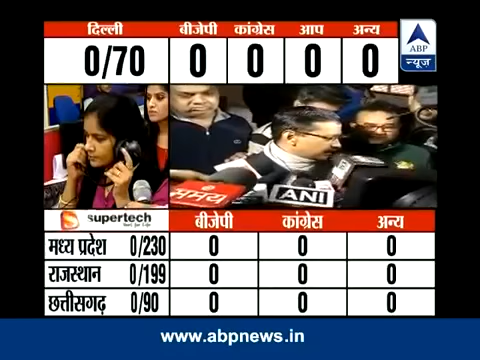 दिल्ली बीजेपी कांग्रेस आप अन्य
0/70 0 0 0 0
ABP
न्यूज़
समय
ANI
supertech
बीजेपी कांग्रेस अन्य
मध्य प्रदेश 0/230 0 0 0
राजस्थान 0/199 0 0 0
छत्तीसगढ़ 0/90 0 0 0
www.abpnews.in